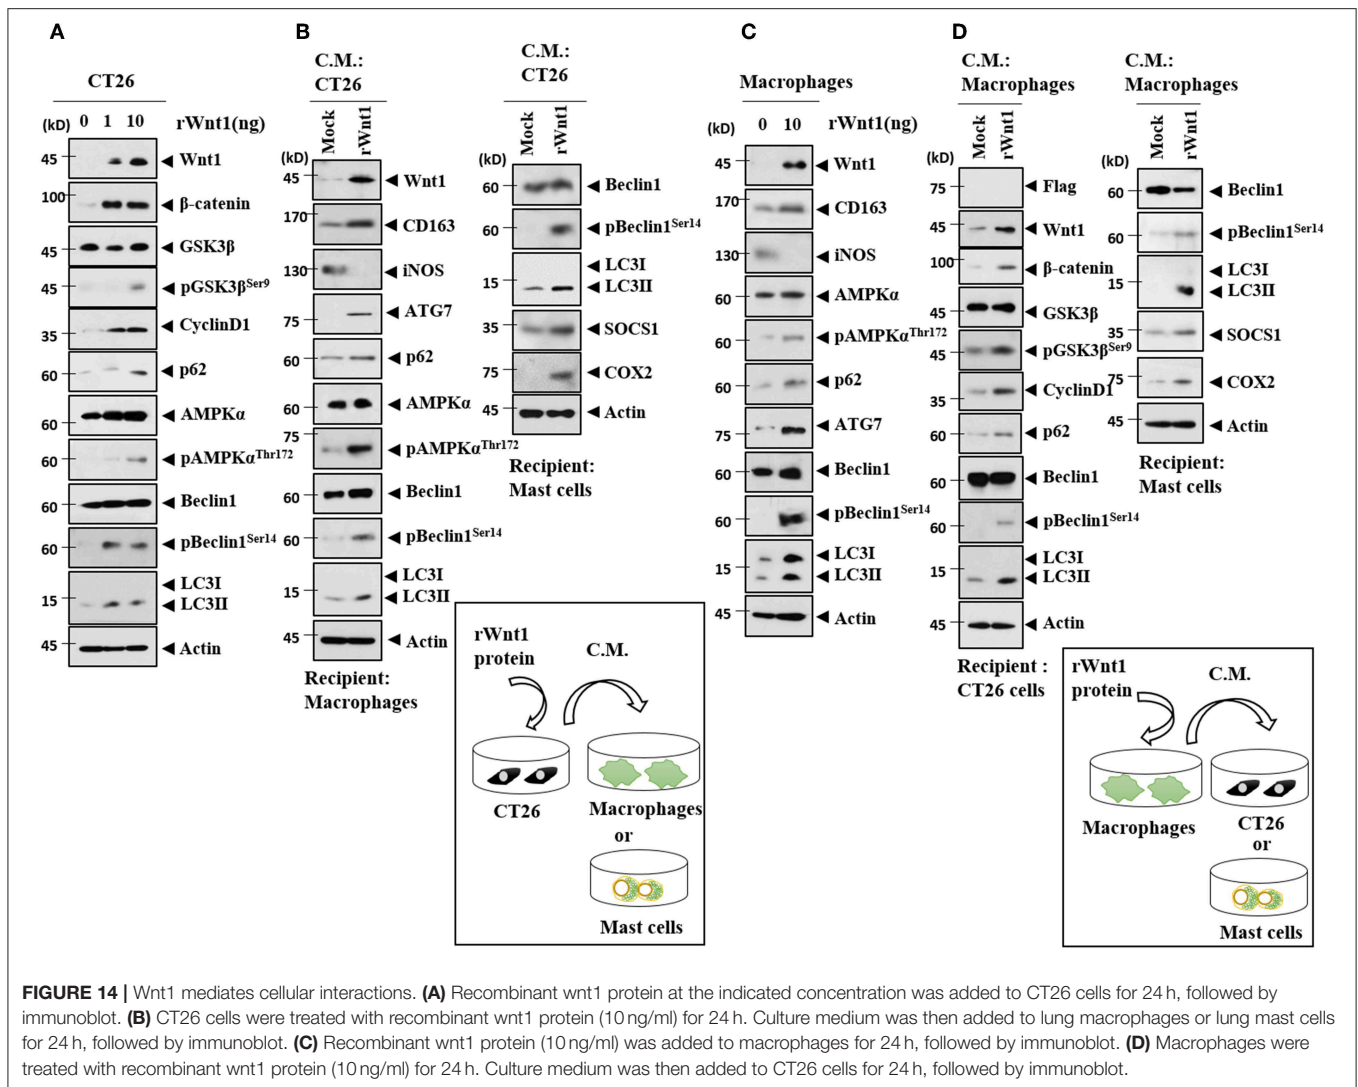 A
CT26
0 1 10 rWnt1(ng)
(kD)
45 Wnt1
100 β-catenin
45 GSK3β
45 pGSK3βSer9
35 CyclinD1
60 p62
60 AMPKα
60 pAMPKαThr172
60 Beclin1
60 pBeclin1Ser14
LC3I
15 LC3II
45 Actin
B
C.M.:
CT26
Mock rWnt1
(kD)
45 Wnt1
170 CD163
130 iNOS
75 ATG7
60 p62
60 AMPKα
75 pAMPKαThr172
60 Beclin1
60 pBeclin1Ser14
LC3I
15 LC3II
45 Actin
Recipient:
Macrophages
C.M.:
CT26
Mock rWnt1
(kD)
60 Beclin1
60 pBeclin1Ser14
LC3I
15 LC3II
35 SOCS1
75 COX2
45 Actin
Recipient:
Mast cells
rWnt1
protein
C.M.
CT26
Macrophages
or
Mast cells
C
Macrophages
0 10 rWnt1(ng)
(kD)
45 Wnt1
170 CD163
130 iNOS
60 AMPKα
60 pAMPKαThr172
60 p62
75 ATG7
60 Beclin1
60 pBeclin1Ser14
LC3I
15 LC3II
45 Actin
D
C.M.:
Macrophages
Mock rWnt1
(kD)
75 Flag
45 Wnt1
100 β-catenin
60 GSK3β
45 pGSK3βSer9
35 CyclinD1
60 p62
60 Beclin1
60 pBeclin1Ser14
LC3I
15 LC3II
45 Actin
Recipient :
CT26 cells
C.M.:
Macrophages
Mock rWnt1
(kD)
60 Beclin1
60 pBeclin1Ser14
LC3I
15 LC3II
35 SOCS1
75 COX2
45 Actin
Recipient:
Mast cells
rWnt1
protein
C.M.
Macrophages
CT26
or
Mast cells
FIGURE 14 | Wnt1 mediates cellular interactions. (A) Recombinant wnt1 protein at the indicated concentration was added to CT26 cells for 24 h, followed by
immunoblot. (B) CT26 cells were treated with recombinant wnt1 protein (10 ng/ml) for 24 h. Culture medium was then added to lung macrophages or lung mast cells
for 24 h, followed by immunoblot. (C) Recombinant wnt1 protein (10 ng/ml) was added to macrophages for 24 h, followed by immunoblot. (D) Macrophages were
treated with recombinant wnt1 protein (10 ng/ml) for 24 h. Culture medium was then added to CT26 cells for 24 h, followed by immunoblot.